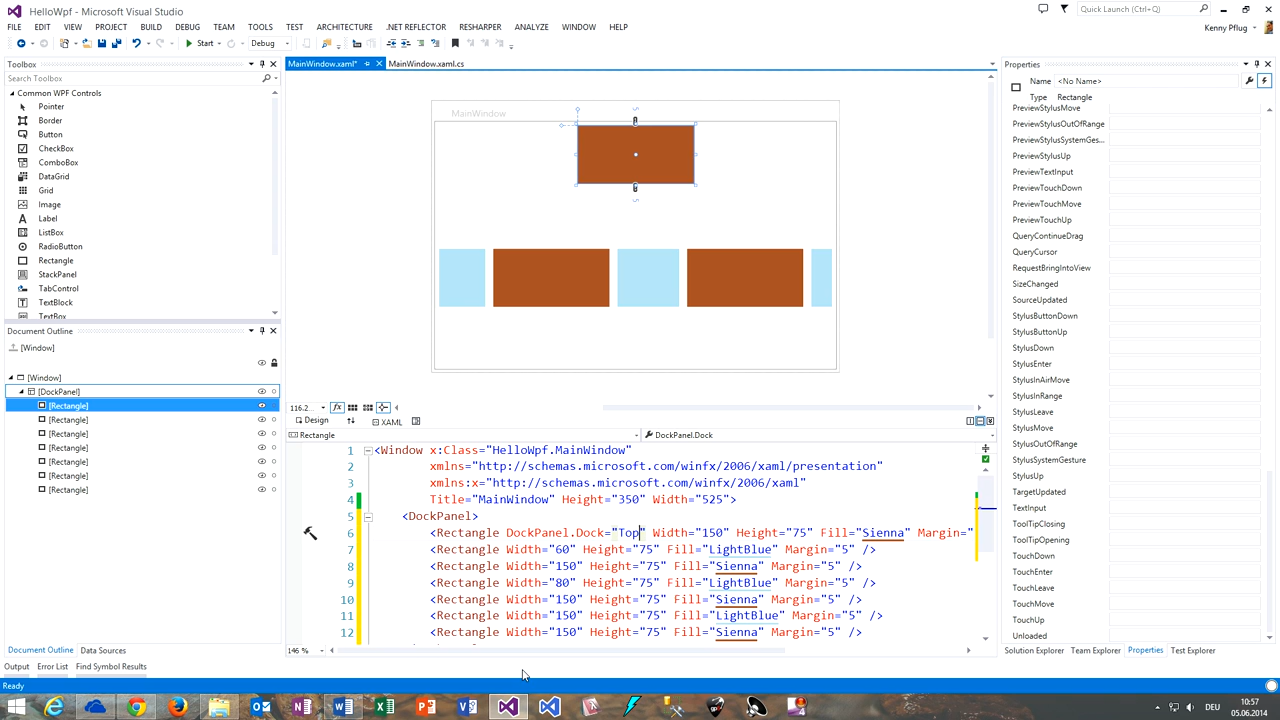 HelloWpf - Microsoft Visual Studio
Quick Launch (Ctrl+Q)
FILE EDIT VIEW PROJECT BUILD DEBUG TEAM TOOLS TEST ARCHITECTURE .NET REFLECTOR RESHARPER ANALYZE WINDOW HELP
Kenny Pflug
Start
Debug
Toolbox
Search Toolbox
Common WPF Controls
Pointer
Border
Button
CheckBox
ComboBox
DataGrid
Grid
Image
Label
ListBox
RadioButton
Rectangle
StackPanel
TabControl
TextBlock
TextBox
Document Outline
[Window]
[Window]
[DockPanel]
[Rectangle]
[Rectangle]
[Rectangle]
[Rectangle]
[Rectangle]
[Rectangle]
[Rectangle]
Document Outline Data Sources
MainWindow.xaml* MainWindow.xaml.cs
MainWindow
116.2...
Design XAML
Rectangle DockPanel.Dock
1 <Window x:Class="HelloWpf.MainWindow"
2 xmlns="http://schemas.microsoft.com/winfx/2006/xaml/presentation"
3 xmlns:x="http://schemas.microsoft.com/winfx/2006/xaml"
4 Title="MainWindow" Height="350" Width="525">
5 <DockPanel>
6 <Rectangle DockPanel.Dock="Top" Width="150" Height="75" Fill="Sienna" Margin="
7 <Rectangle Width="60" Height="75" Fill="LightBlue" Margin="5" />
8 <Rectangle Width="150" Height="75" Fill="Sienna" Margin="5" />
9 <Rectangle Width="80" Height="75" Fill="LightBlue" Margin="5" />
10 <Rectangle Width="150" Height="75" Fill="Sienna" Margin="5" />
11 <Rectangle Width="150" Height="75" Fill="LightBlue" Margin="5" />
12 <Rectangle Width="150" Height="75" Fill="Sienna" Margin="5" />
146 %
Properties
Name <No Name>
Type Rectangle
PreviewStylusMove
PreviewStylusOutOfRange
PreviewStylusSystemGes...
PreviewStylusUp
PreviewTextInput
PreviewTouchDown
PreviewTouchMove
PreviewTouchUp
QueryContinueDrag
QueryCursor
RequestBringIntoView
SizeChanged
SourceUpdated
StylusButtonDown
StylusButtonUp
StylusDown
StylusEnter
StylusInAirMove
StylusInRange
StylusLeave
StylusMove
StylusOutOfRange
StylusSystemGesture
StylusUp
TargetUpdated
TextInput
ToolTipClosing
ToolTipOpening
TouchDown
TouchEnter
TouchLeave
TouchMove
TouchUp
Unloaded
Solution Explorer Team Explorer Properties Test Explorer
Output Error List Find Symbol Results
Ready
DEU
10:57
05.06.2014